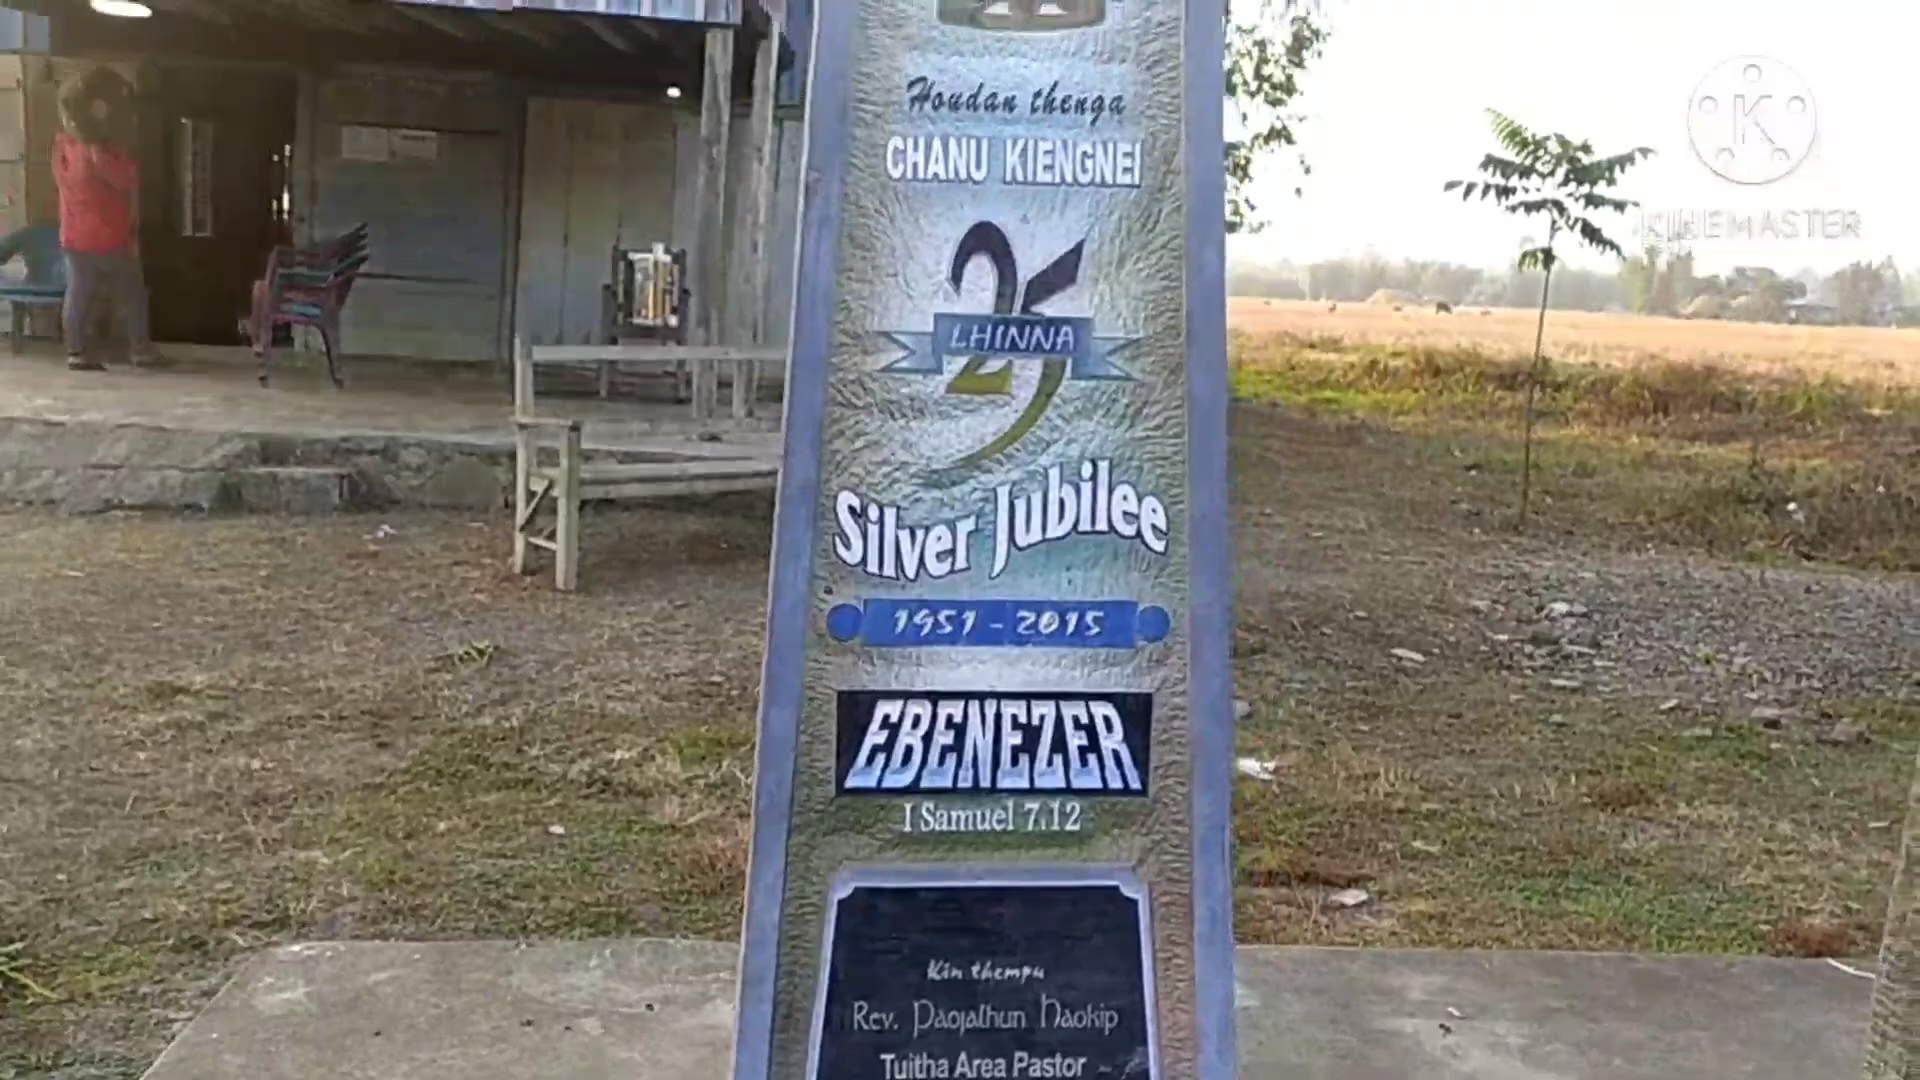 Houdan thenga
CHANU KIENGNEI
25
LHINNA
Silver Jubilee
1951 - 2015
EBENEZER
I Samuel 7.12
Kin thempu
Rev. Paojalhun Haokip
Tuitha Area Pastor
K
KINEMASTER